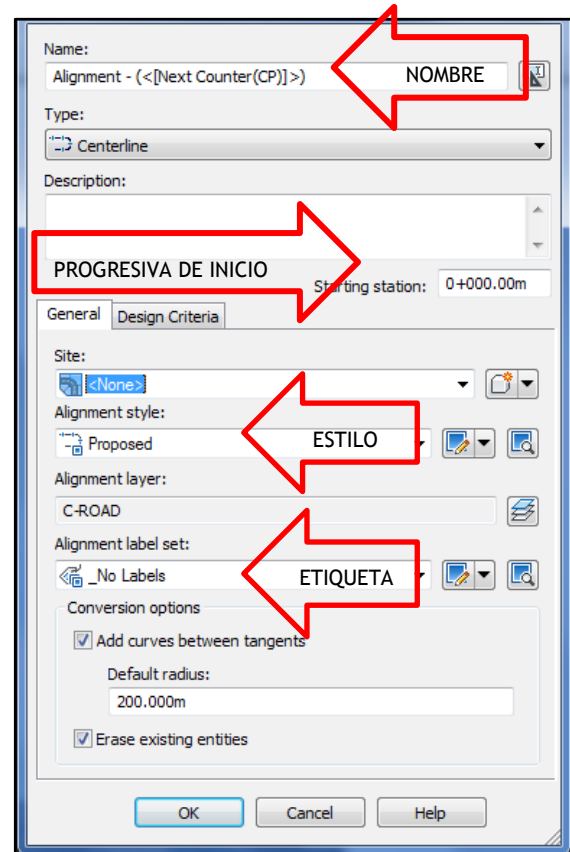 Name:
Alignment - (<[Next Counter(CP)]>) NOMBRE
Type:
Centerline
Description:
PROGRESIVA DE INICIO
Starting station: 0+000.00m
General Design Criteria
Site:
<None>
Alignment style:
Proposed ESTILO
Alignment layer:
C-ROAD
Alignment label set:
_No Labels ETIQUETA
Conversion options
Add curves between tangents
Default radius:
200.000m
Erase existing entities
OK Cancel Help